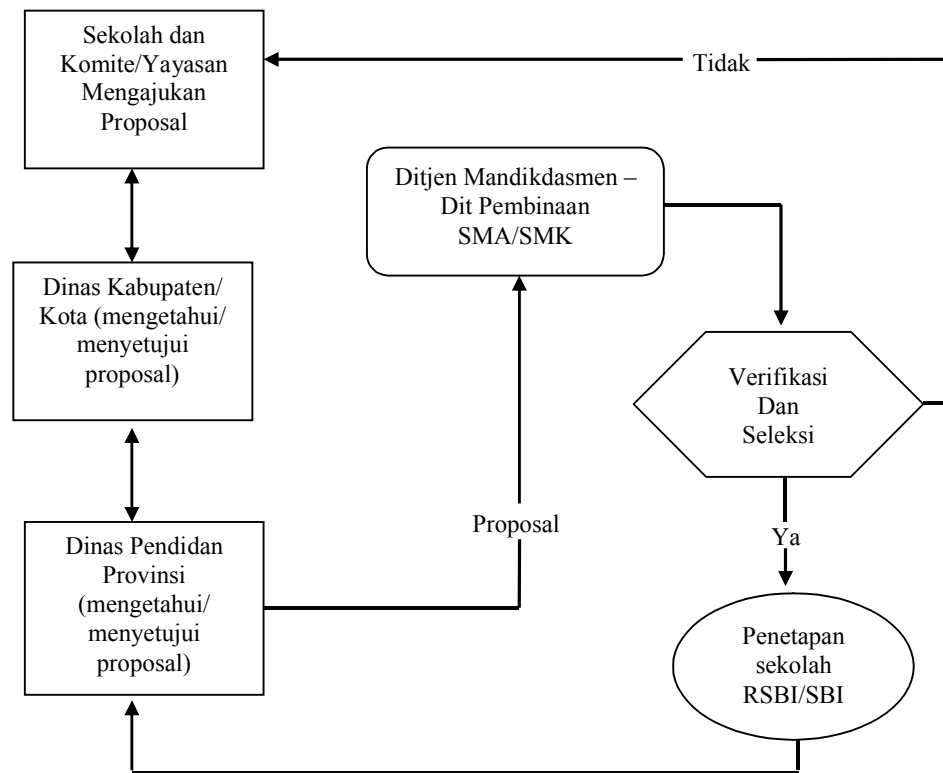 Sekolah dan
Komite/Yayasan
Mengajukan
Proposal
Tidak
Ditjen Mandikdasmen –
Dit Pembinaan
SMA/SMK
Dinas Kabupaten/
Kota (mengetahui/
menyetujui
proposal)
Verifikasi
Dan
Seleksi
Proposal
Ya
Dinas Pendidan
Provinsi
(mengetahui/
menyetujui
proposal)
Penetapan
sekolah
RSBI/SBI